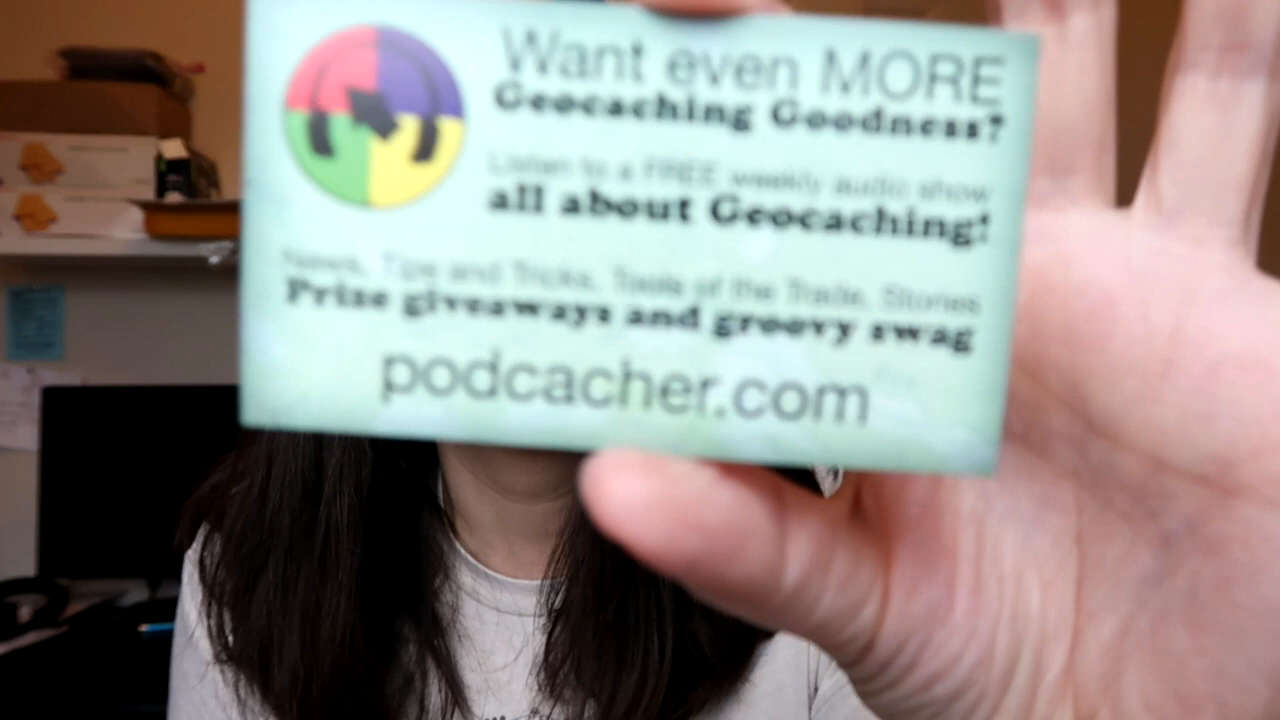 Want even MORE
Geocaching Goodness?
Listen to a FREE weekly audio show
all about Geocaching!
News, Tips and Tricks, Tools of the Trade, Stories
Prize giveaways and groovy swag
podcacher.com